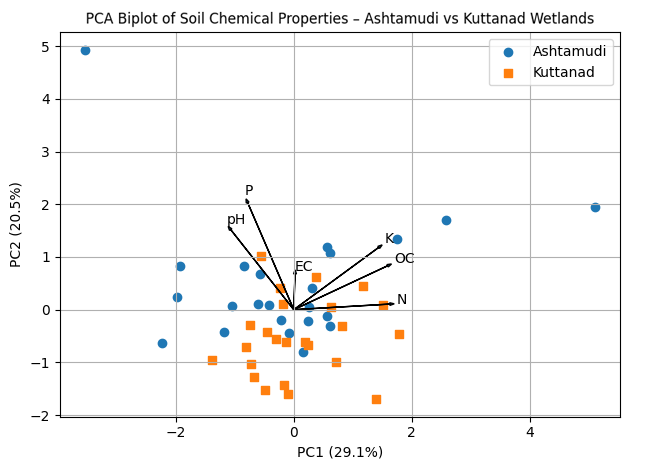 PCA Biplot of Soil Chemical Properties – Ashtamudi vs Kuttanad Wetlands
Ashtamudi
Kuttanad
5
4
3
2
1
0
−1
−2
PC2 (20.5%)
P
pH
EC
K
OC
N
−2
0
2
4
PC1 (29.1%)